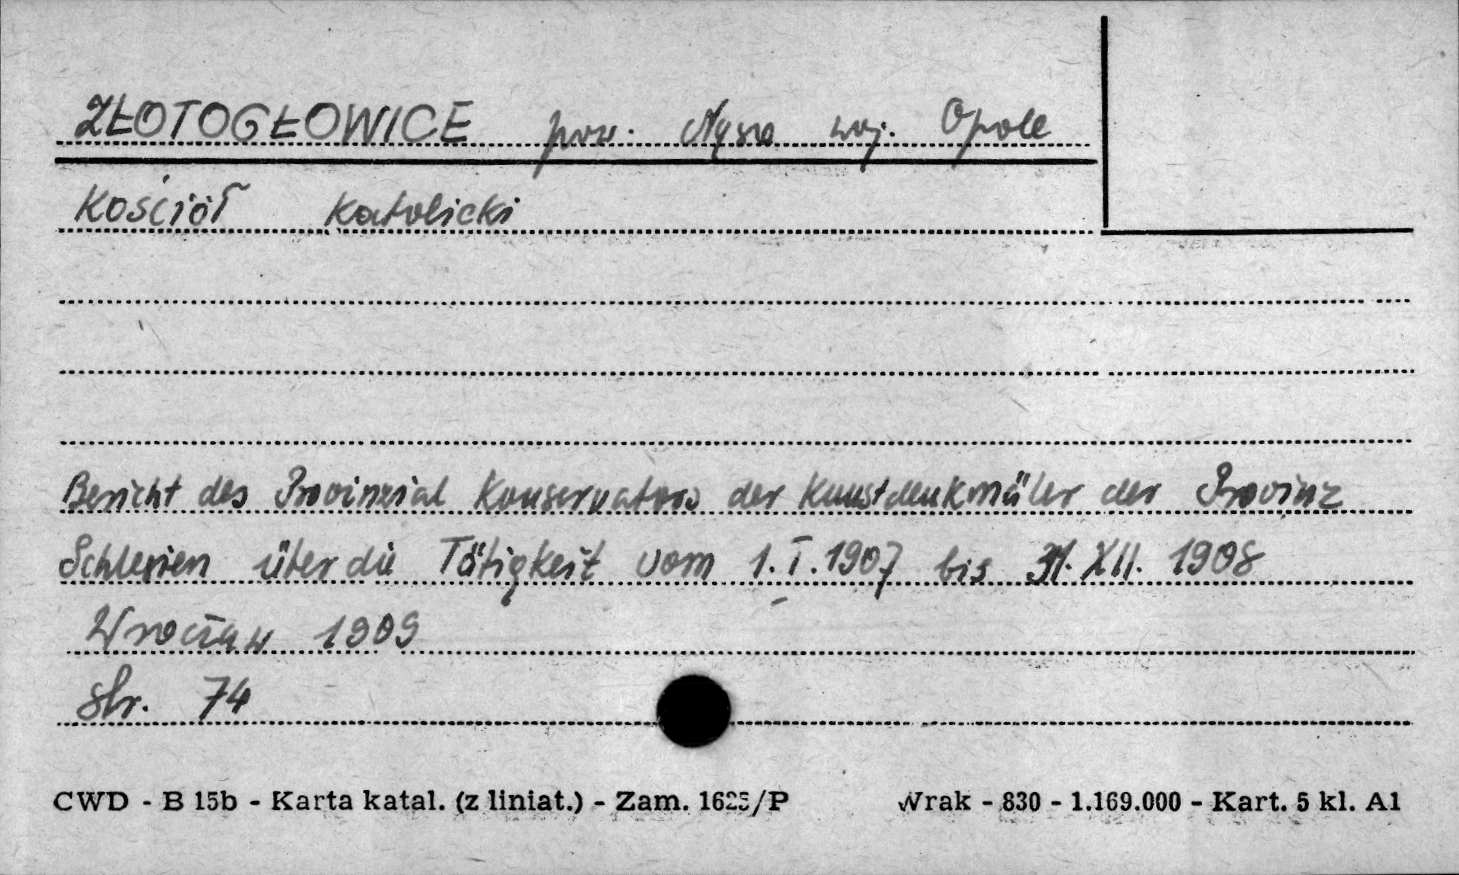 ZŁOTOGŁOWICE pow. Nysa woj. Opole
Kościół Katolicki
Bericht des Provinzial Konservators der Kunstdenkmäler der Provinz
Schlesien über die Tätigkeit vom 1.I.1907 bis 31.XII.1908
Wrocław 1909
str. 74
CWD - B 15b - Karta katal. (z liniat.) - Zam. 1625/P Wrak - 830 - 1.169.000 - Kart. 5 kl. A1